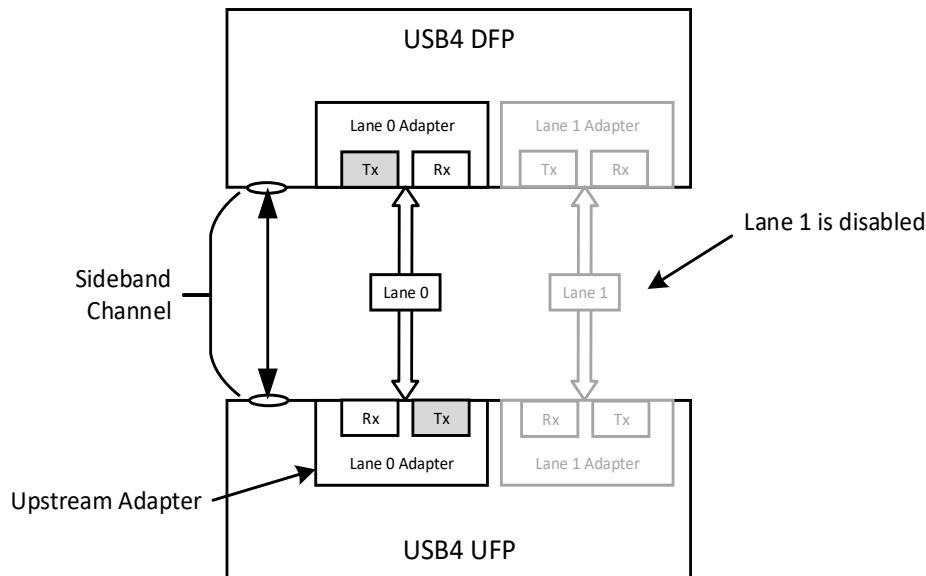 USB4 DFP
Lane 0 Adapter
Lane 1 Adapter
Tx
Rx
Tx
Rx
Lane 1 is disabled
Sideband
Channel
Lane 0
Lane 1
Rx
Tx
Rx
Tx
Lane 0 Adapter
Lane 1 Adapter
Upstream Adapter
USB4 UFP